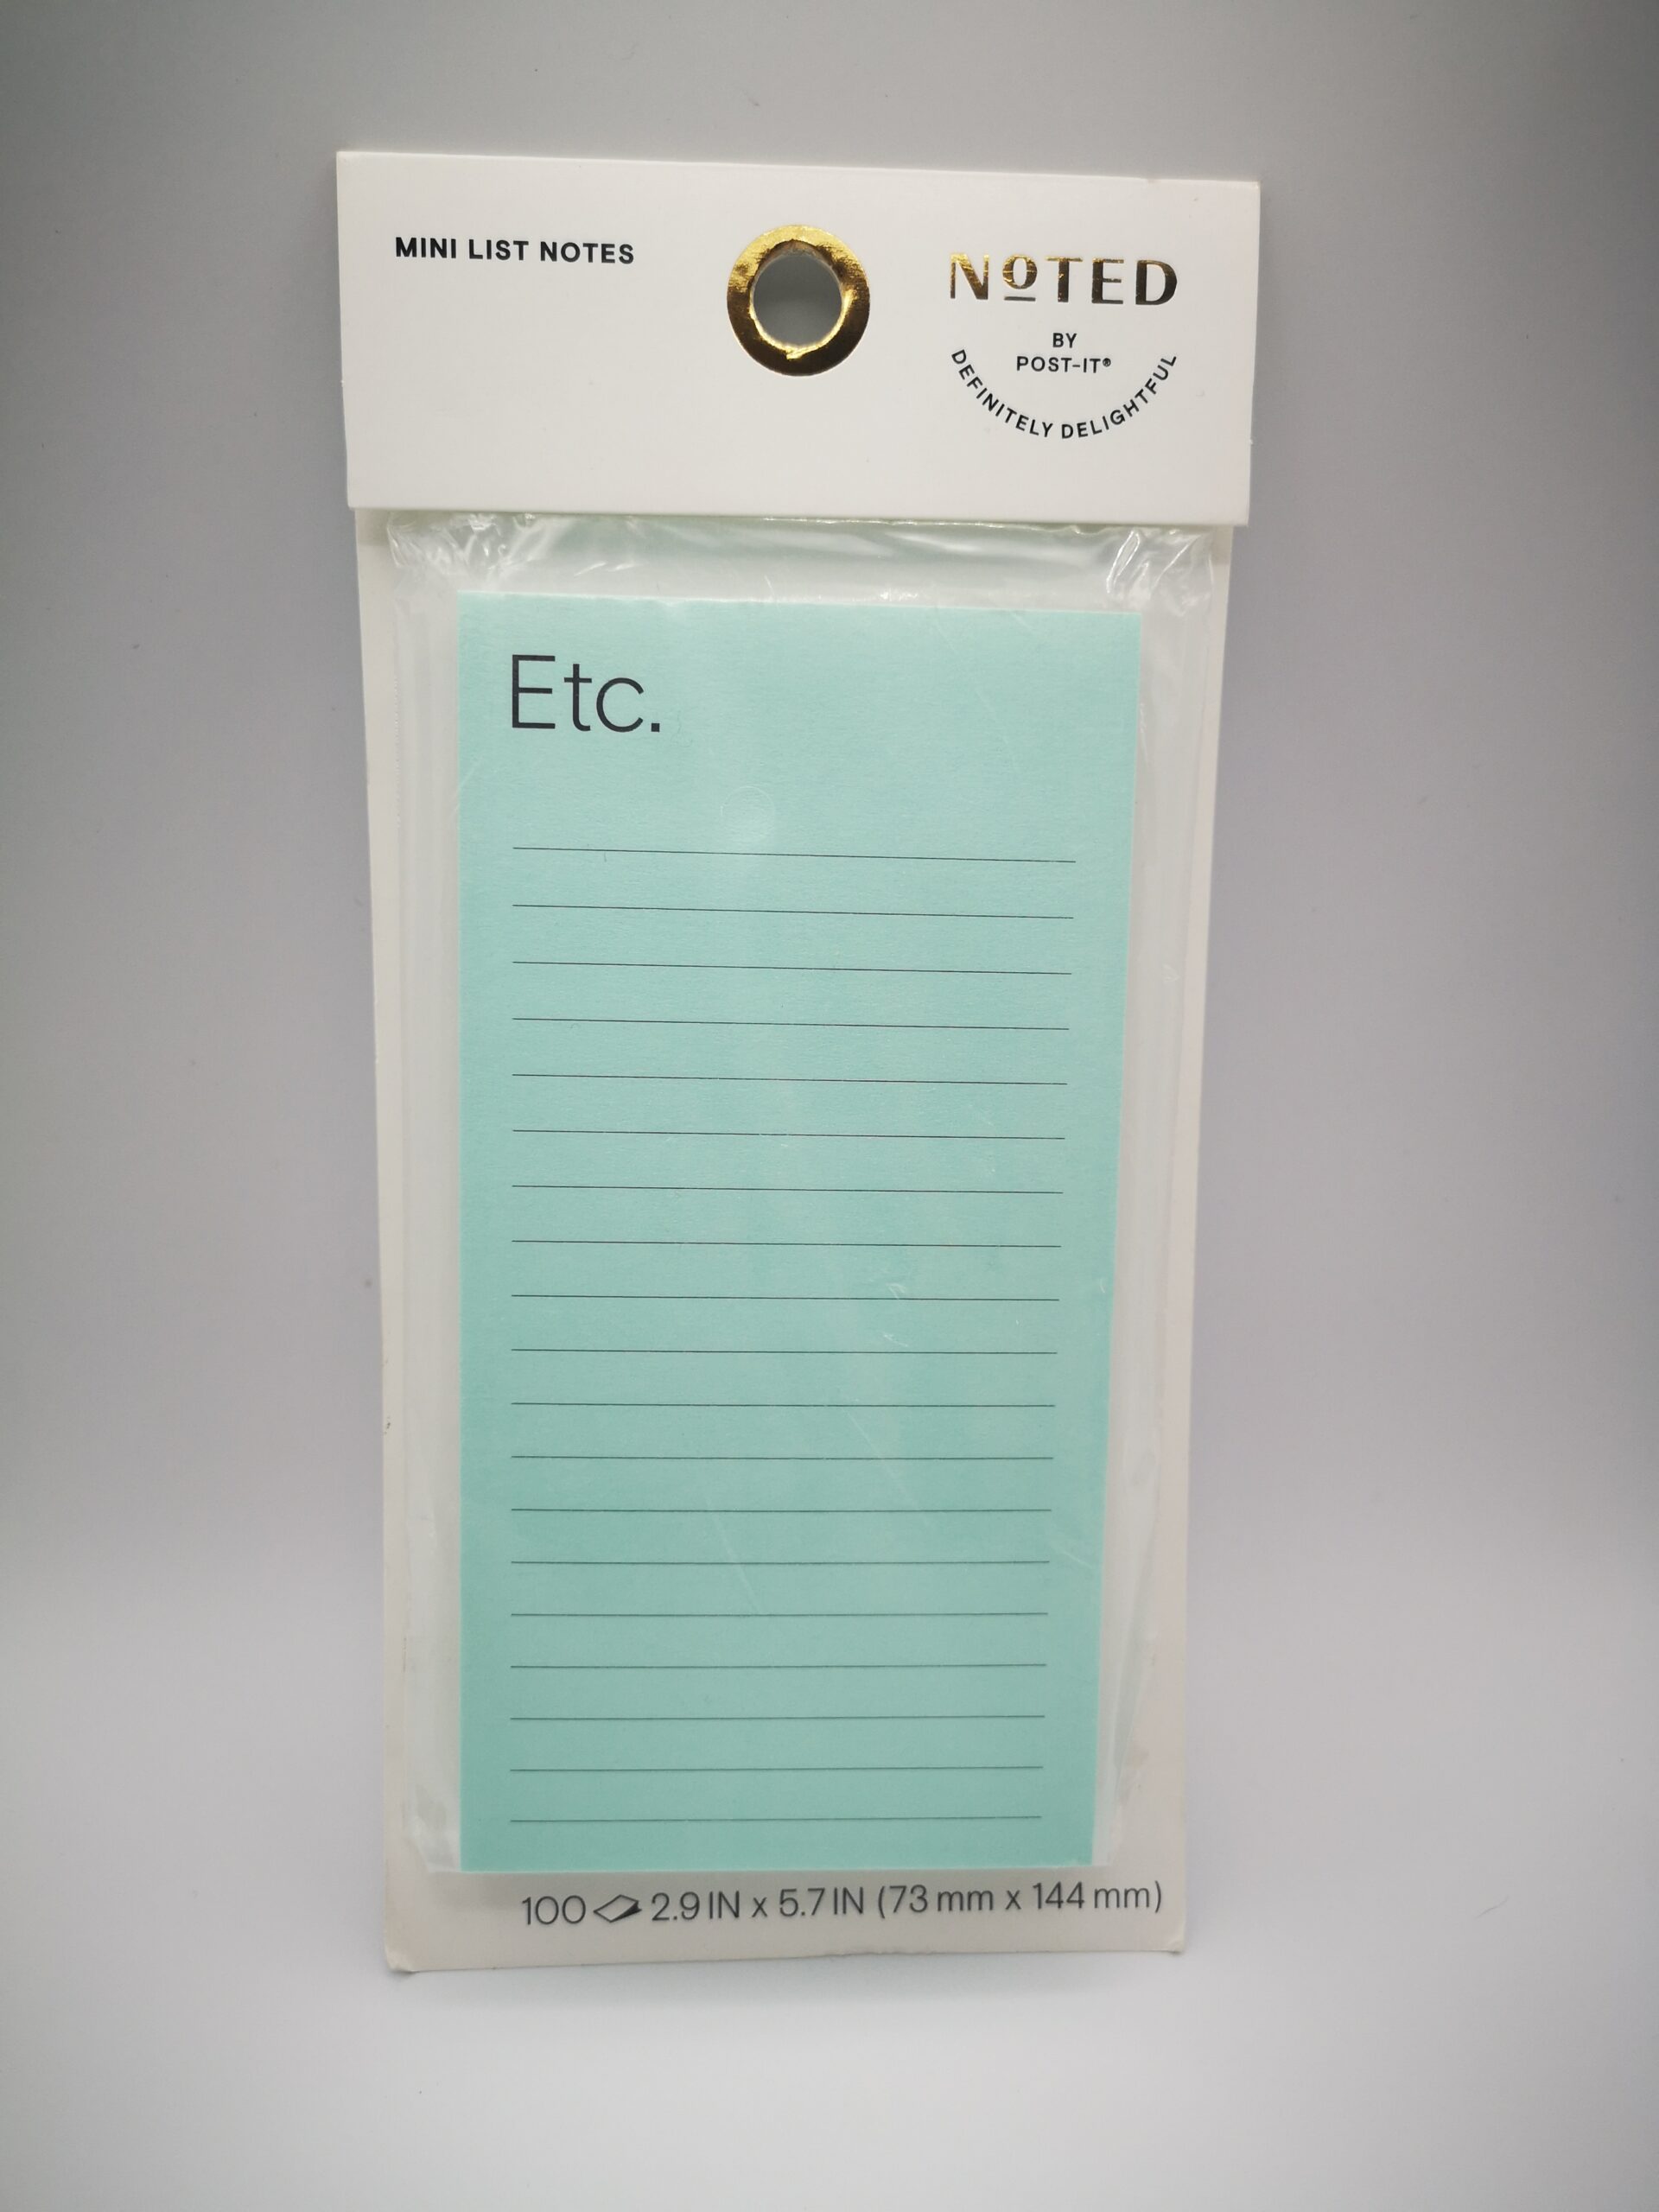 MINI LIST NOTES
NºTED
BY
POST-IT®
DEFINITELY DELIGHTFUL
Etc.
100 2.9 IN x 5.7 IN (73 mm x 144 mm)